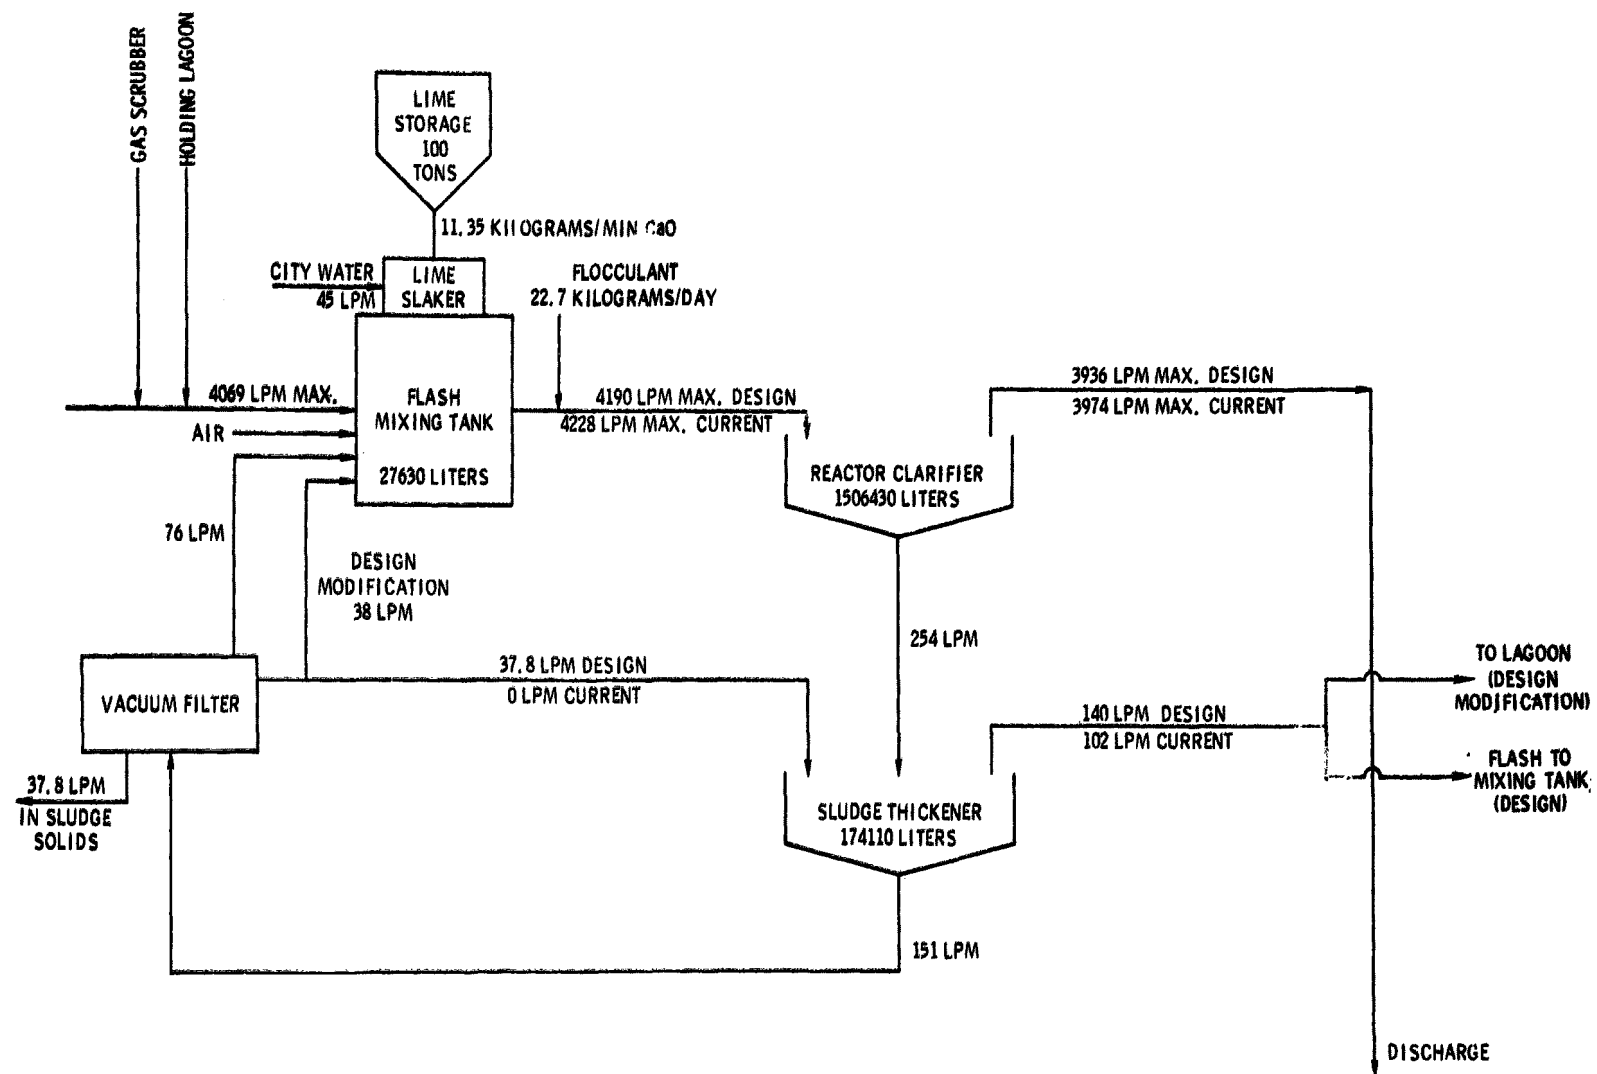 GAS SCRUBBER
HOLDING LAGOON
LIME
STORAGE
100
TONS
11.35 KILOGRAMS/MIN CaO
CITY WATER
45 LPM
LIME
SLAKER
FLOCCULANT
22.7 KILOGRAMS/DAY
4069 LPM MAX.
AIR
FLASH
MIXING TANK
27630 LITERS
4190 LPM MAX. DESIGN
4228 LPM MAX. CURRENT
3936 LPM MAX. DESIGN
3974 LPM MAX. CURRENT
REACTOR CLARIFIER
1506430 LITERS
76 LPM
DESIGN
MODIFICATION
38 LPM
254 LPM
VACUUM FILTER
37.8 LPM DESIGN
0 LPM CURRENT
140 LPM DESIGN
102 LPM CURRENT
TO LAGOON
(DESIGN
MODIFICATION)
FLASH TO
MIXING TANK
(DESIGN)
37.8 LPM
IN SLUDGE
SOLIDS
SLUDGE THICKENER
174110 LITERS
151 LPM
DISCHARGE